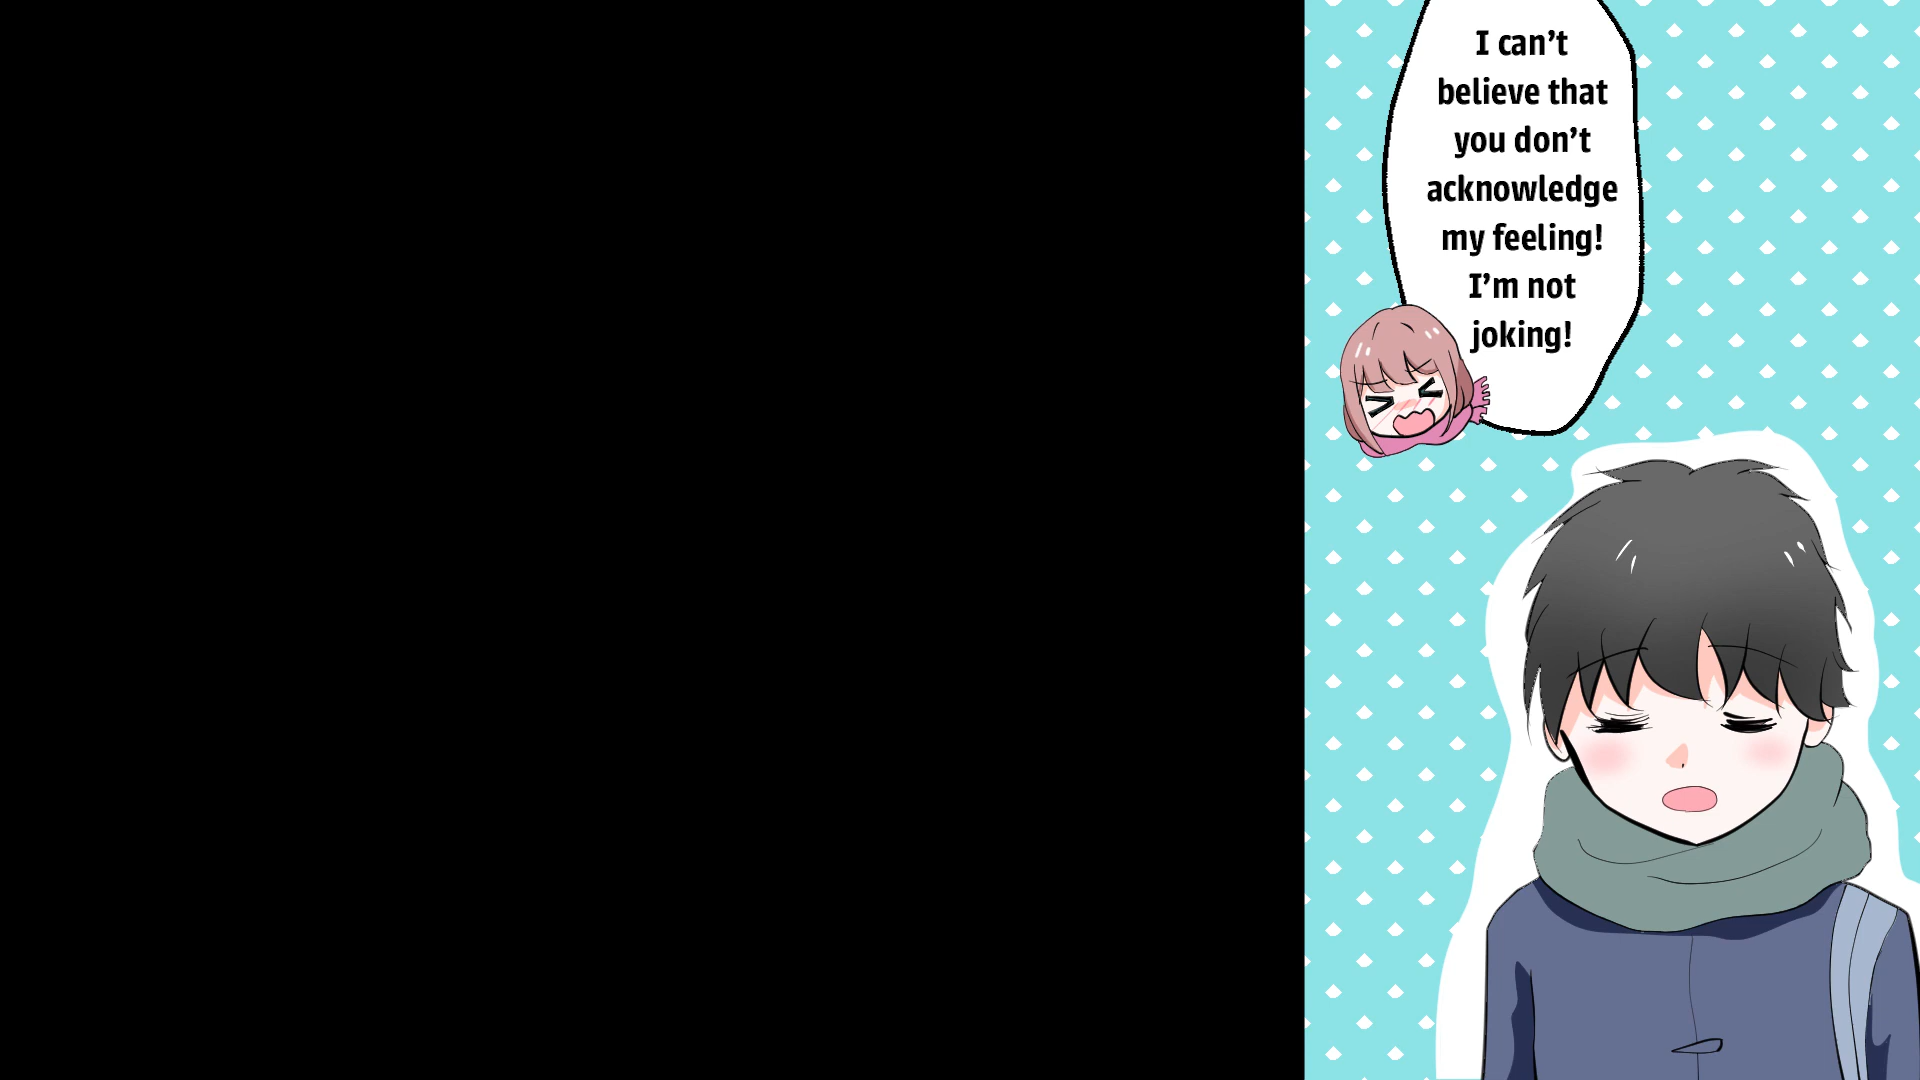 I can’t
believe that
you don’t
acknowledge
my feeling!
I’m not
joking!